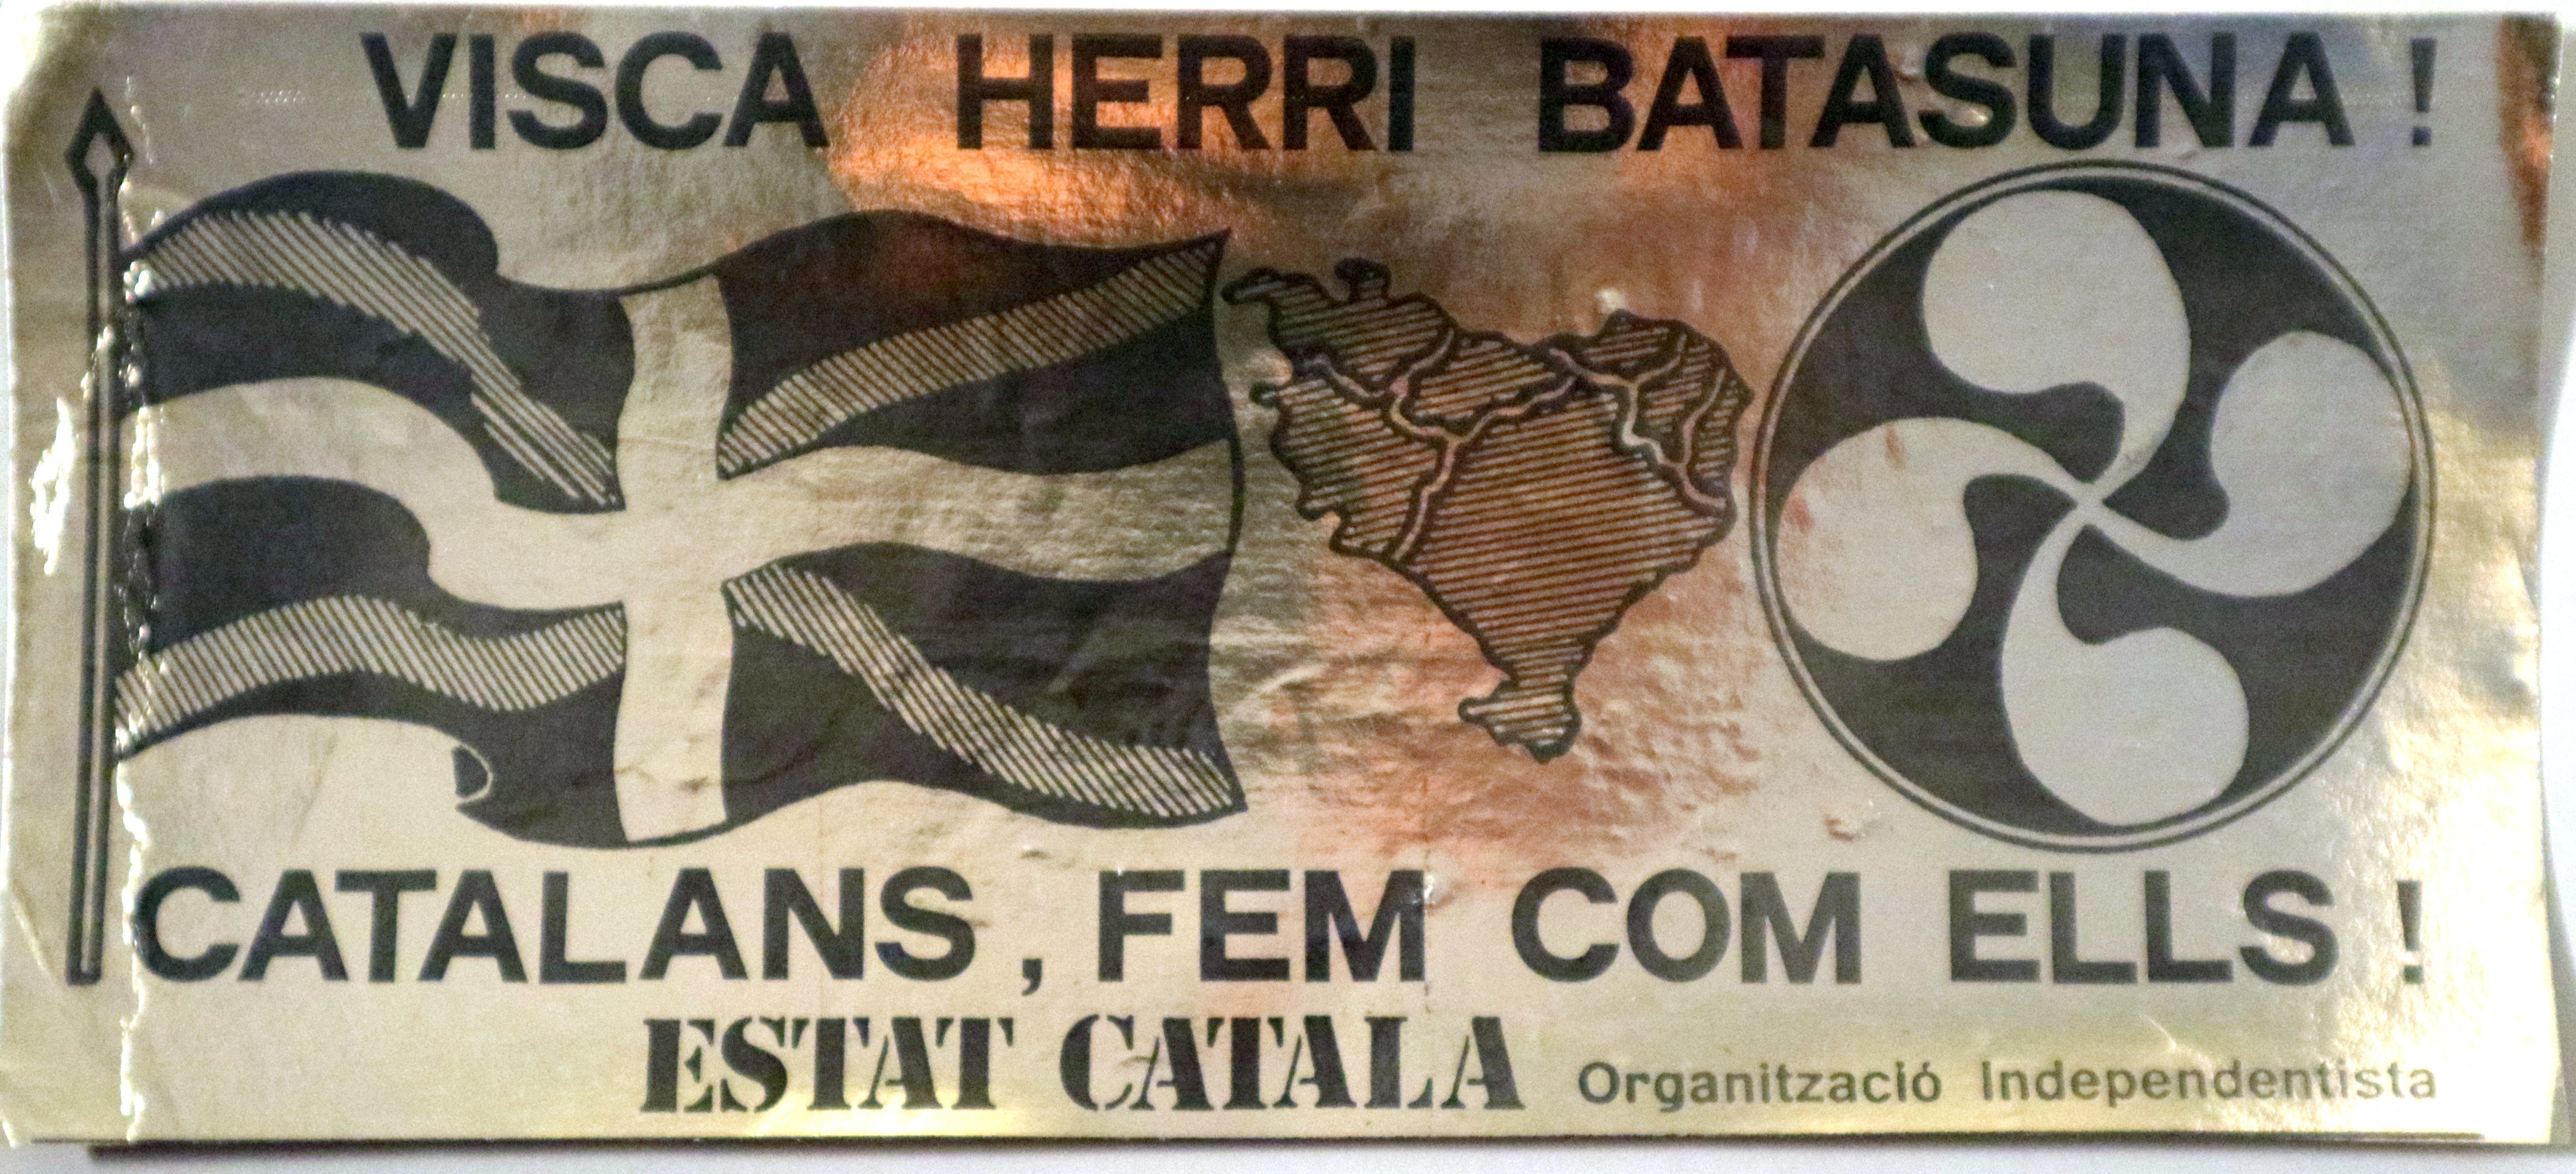 VISCA HERRI BATASUNA !
CATALANS, FEM COM ELLS !
ESTAT CATALA Organització Independentista